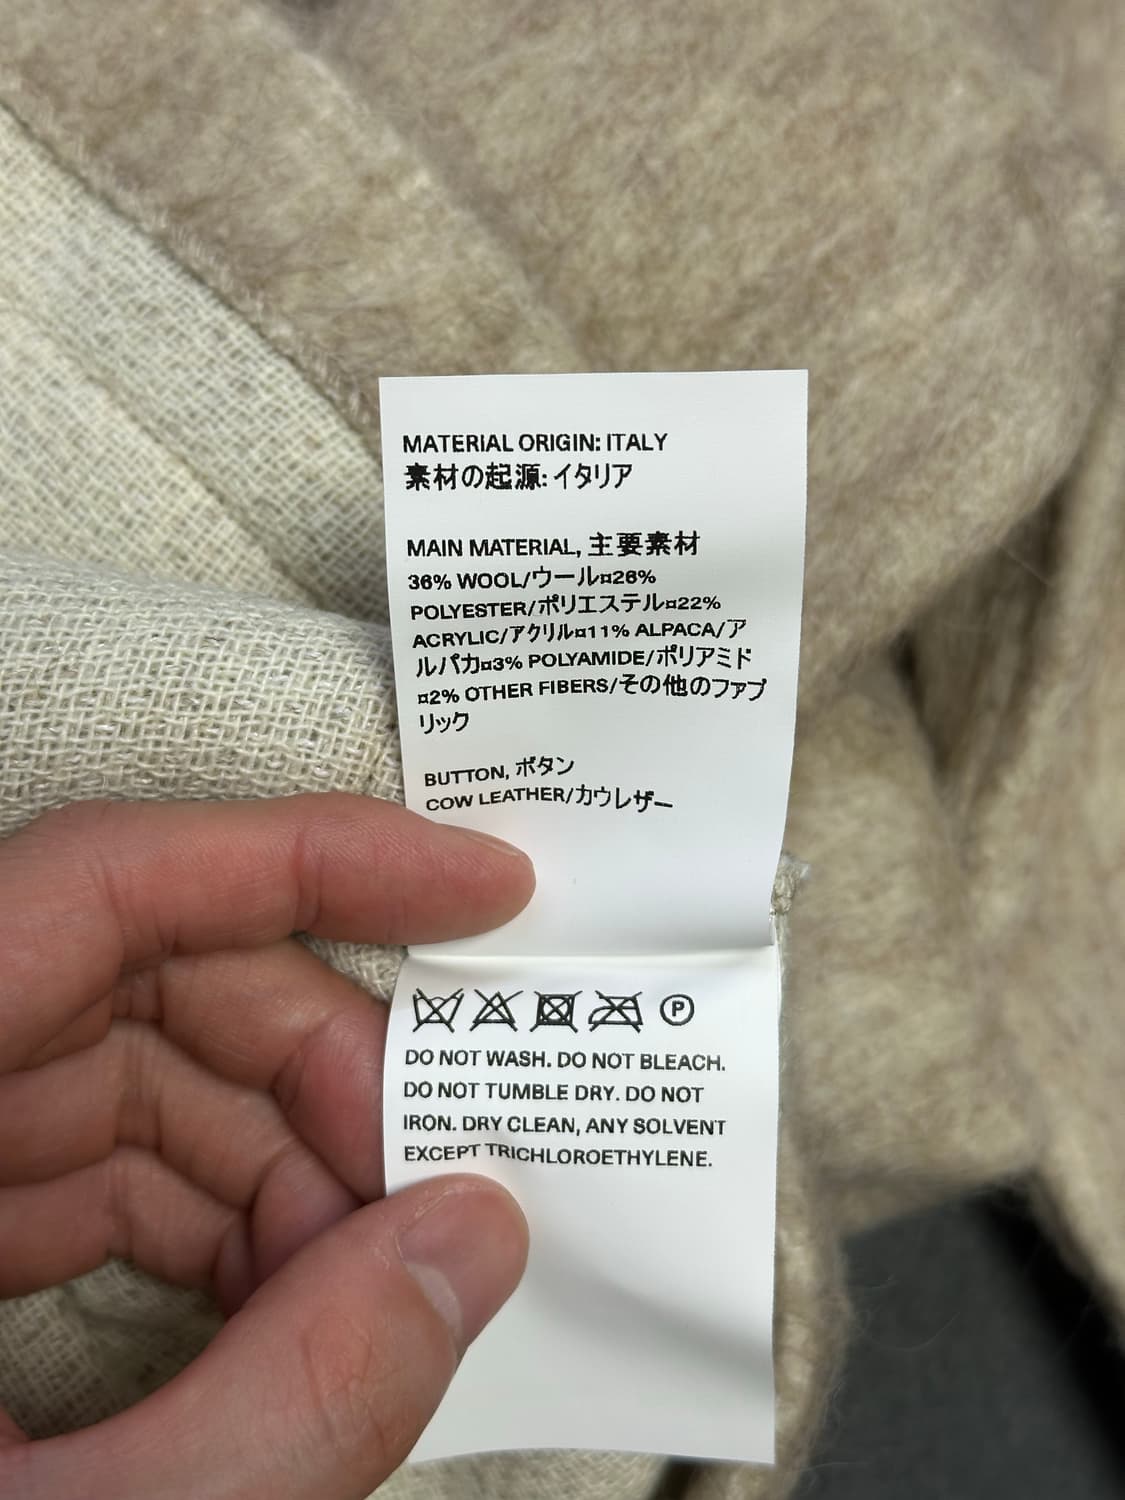 MATERIAL ORIGIN: ITALY
素材の起源: イタリア
MAIN MATERIAL, 主要素材
36% WOOL/ウール¤26%
POLYESTER/ポリエステル¤22%
ACRYLIC/アクリル¤11% ALPACA/ア
ルパカ¤3% POLYAMIDE/ポリアミド
¤2% OTHER FIBERS/その他のファブ
リック
BUTTON, ボタン
COW LEATHER/カウレザー
P
DO NOT WASH. DO NOT BLEACH.
DO NOT TUMBLE DRY. DO NOT
IRON. DRY CLEAN, ANY SOLVENT
EXCEPT TRICHLOROETHYLENE.